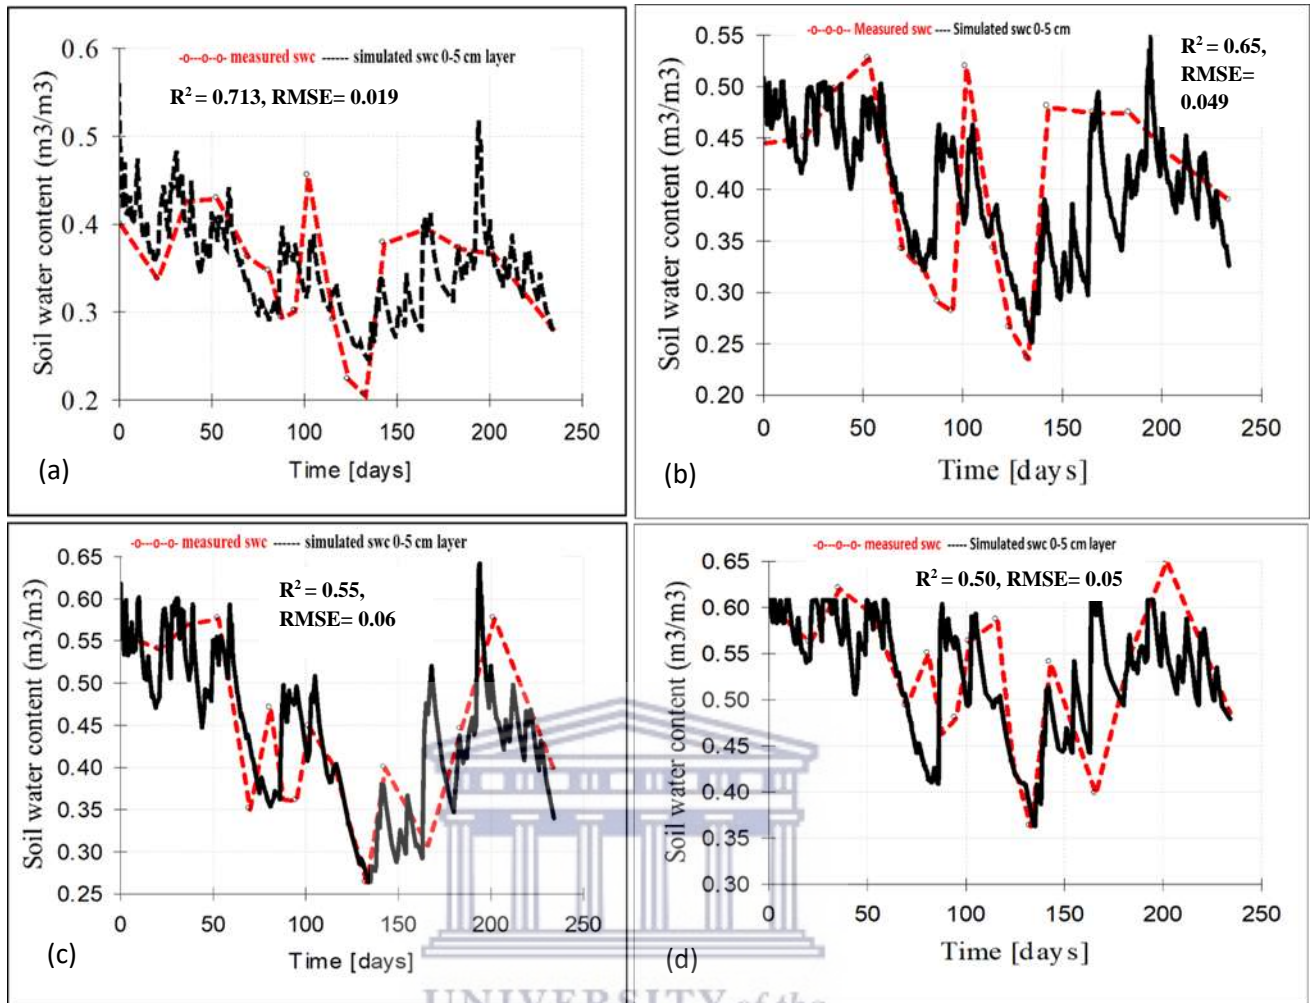 -o---o--o- measured swc ------ simulated swc 0-5 cm layer
R² = 0.713, RMSE= 0.019
Soil water content (m3/m3)
0.6
0.5
0.4
0.3
0.2
0 50 100 150 200 250
Time [days]
(a)
-o--o-o-- Measured swc ---- Simulated swc 0-5 cm
R² = 0.65,
RMSE=
0.049
Soil water content (m3/m3)
0.55
0.50
0.45
0.40
0.35
0.30
0.25
0.20
0 50 100 150 200 250
Time [days]
(b)
-o---o--o- measured swc ------ simulated swc 0-5 cm layer
R² = 0.55,
RMSE= 0.06
Soil water content (m3/m3)
0.65
0.60
0.55
0.50
0.45
0.40
0.35
0.30
0.25
0 50 100 150 200 250
Time [days]
(c)
-o---o--o- measured swc ----- Simulated swc 0-5 cm layer
R² = 0.50, RMSE= 0.05
Soil water content (m3/m3)
0.65
0.60
0.55
0.50
0.45
0.40
0.35
0.30
0 50 100 150 200 250
Time [days]
(d)
UNIVERSITY of the